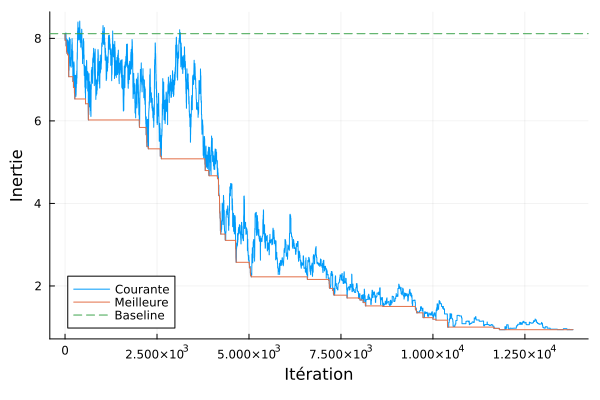 Inertie
8
6
4
2
Courante
Meilleure
Baseline
0 2.500×10³ 5.000×10³ 7.500×10³ 1.000×10⁴ 1.250×10⁴
Itération